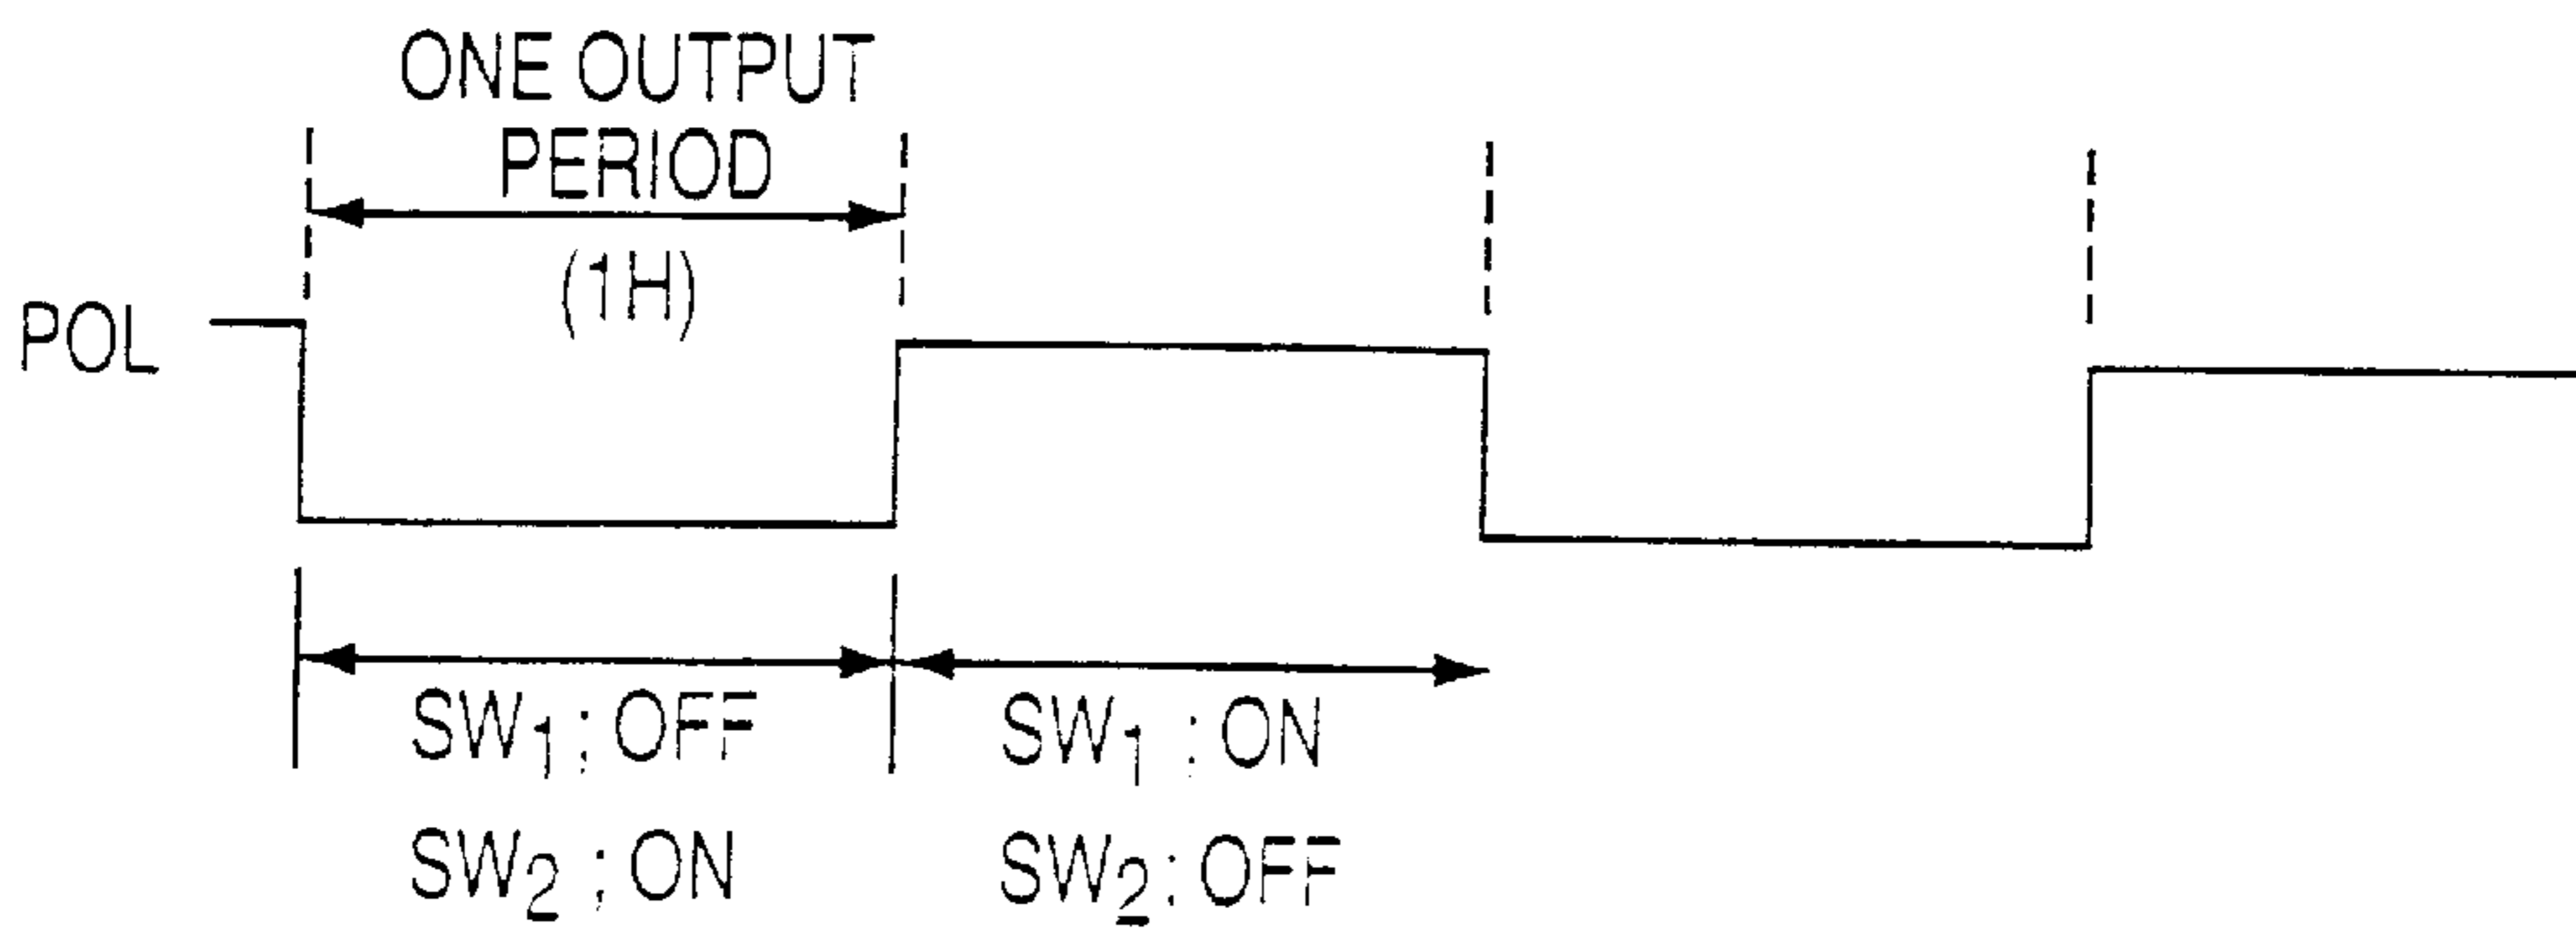 ONE OUTPUT
PERIOD
(1H)
POL
SW1 ; OFF
SW1 : ON
SW2 ; ON
SW2 : OFF